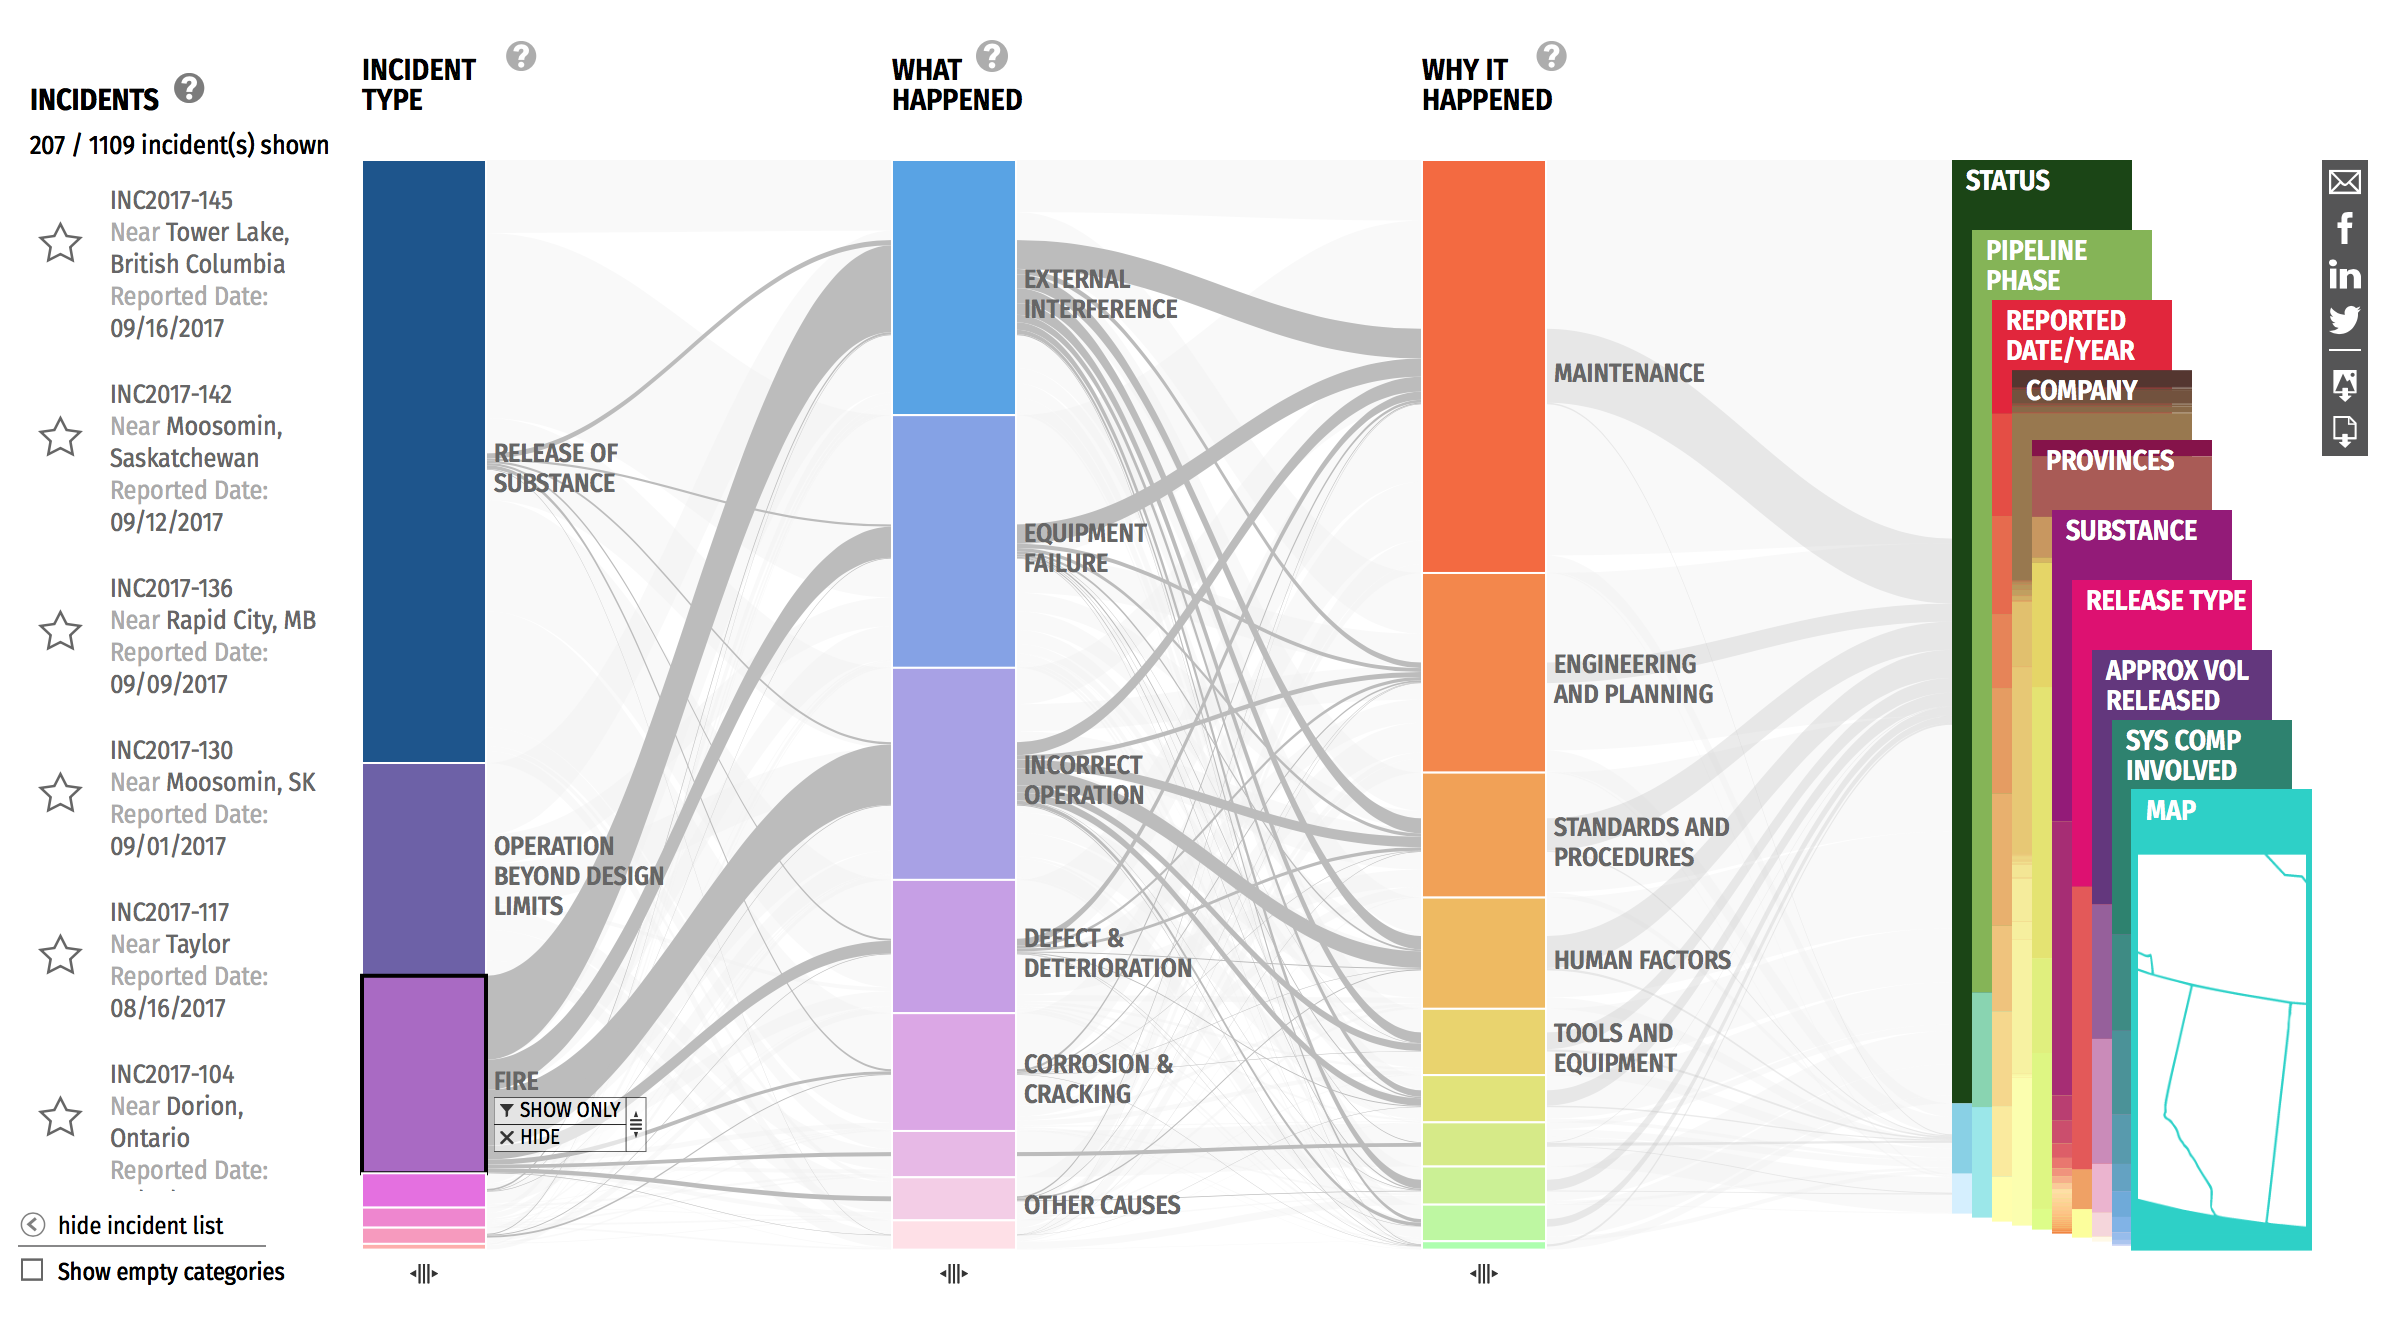 INCIDENTS ?
207 / 1109 incident(s) shown
INC2017-145
Near Tower Lake,
British Columbia
Reported Date:
09/16/2017
INC2017-142
Near Moosomin,
Saskatchewan
Reported Date:
09/12/2017
INC2017-136
Near Rapid City, MB
Reported Date:
09/09/2017
INC2017-130
Near Moosomin, SK
Reported Date:
09/01/2017
INC2017-117
Near Taylor
Reported Date:
08/16/2017
INC2017-104
Near Dorion,
Ontario
Reported Date:
hide incident list
Show empty categories
INCIDENT ?
TYPE
RELEASE OF
SUBSTANCE
OPERATION
BEYOND DESIGN
LIMITS
FIRE
SHOW ONLY
HIDE
WHAT ?
HAPPENED
EXTERNAL
INTERFERENCE
EQUIPMENT
FAILURE
INCORRECT
OPERATION
DEFECT &
DETERIORATION
CORROSION &
CRACKING
OTHER CAUSES
WHY IT ?
HAPPENED
MAINTENANCE
ENGINEERING
AND PLANNING
STANDARDS AND
PROCEDURES
HUMAN FACTORS
TOOLS AND
EQUIPMENT
STATUS
PIPELINE
PHASE
REPORTED
DATE/YEAR
COMPANY
PROVINCES
SUBSTANCE
RELEASE TYPE
APPROX VOL
RELEASED
SYS COMP
INVOLVED
MAP
f
in